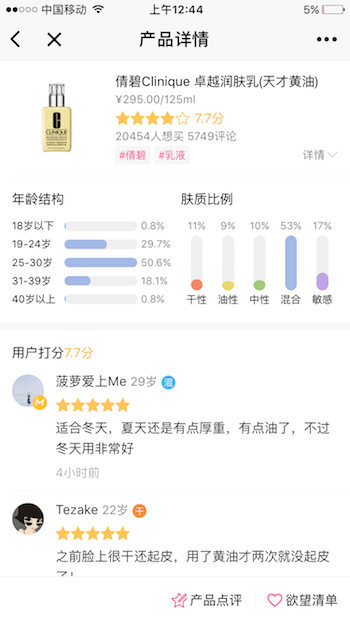 中国移动 上午12:44 5%
产品详情
CLINIQUE
倩碧Clinique 卓越润肤乳(天才黄油)
¥295.00/125ml
7.7分
20454人想买 5749评论
#倩碧 #乳液 详情
年龄结构 肤质比例
18岁以下 0.8%
19-24岁 29.7%
25-30岁 50.6%
31-39岁 18.1%
40岁以上 0.8%
11% 9% 10% 53% 17%
干性 油性 中性 混合 敏感
用户打分7.7分
菠萝爱上Me 29岁 混
M
适合冬天，夏天还是有点厚重，有点油了，不过
冬天用非常好
4小时前
Tezake 22岁 干
之前脸上很干还起皮，用了黄油才两次就没起皮
了！
产品点评 欲望清单